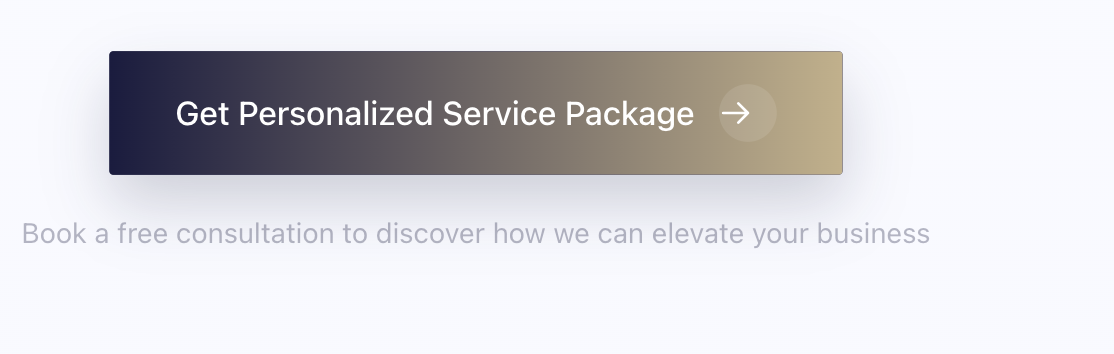 Get Personalized Service Package →
Book a free consultation to discover how we can elevate your business